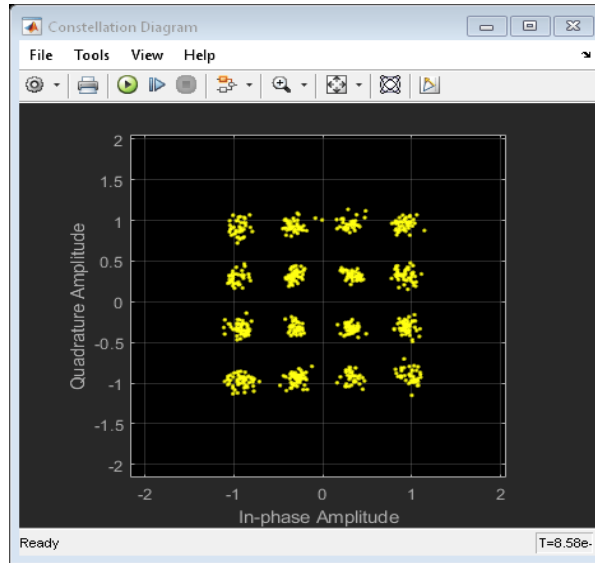 Constellation Diagram
File Tools View Help
Quadrature Amplitude
2
1.5
1
0.5
0
-0.5
-1
-1.5
-2
-2 -1 0 1 2
In-phase Amplitude
Ready T=8.58e-